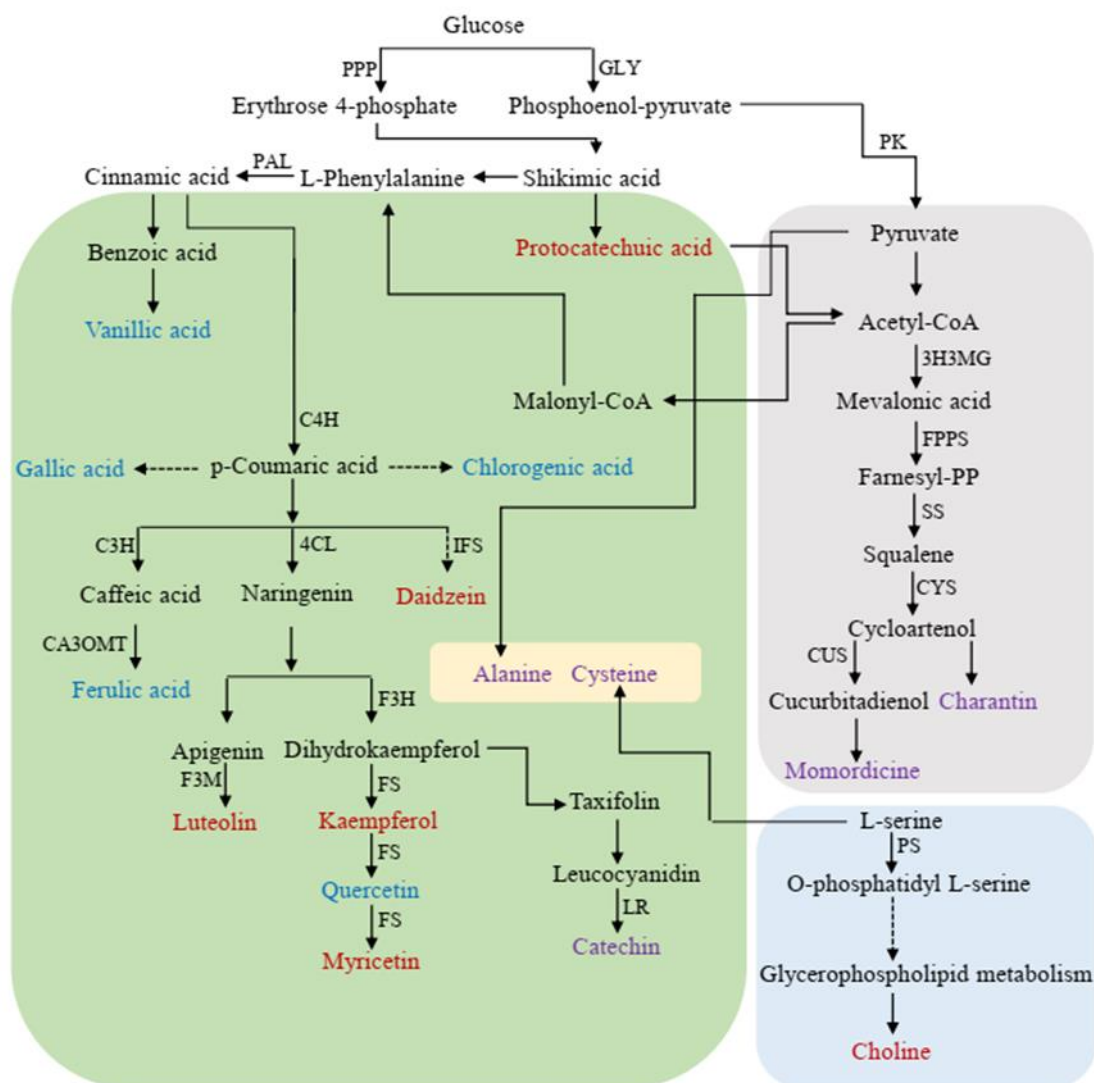 Glucose
PPP
GLY
Erythrose 4-phosphate
Phosphoenol-pyruvate
PK
Cinnamic acid
PAL
L-Phenylalanine
Shikimic acid
Benzoic acid
Protocatechuic acid
Pyruvate
Vanillic acid
Acetyl-CoA
3H3MG
Malonyl-CoA
Mevalonic acid
C4H
FPPS
Gallic acid
p-Coumaric acid
Chlorogenic acid
Farnesyl-PP
SS
C3H
4CL
IFS
Squalene
CYS
Caffeic acid
Naringenin
Daidzein
Cycloartenol
CA3OMT
CUS
Ferulic acid
Alanine
Cysteine
F3H
Cucurbitadienol
Charantin
Apigenin
Dihydrokaempferol
Momordicine
F3M
FS
Taxifolin
Luteolin
Kaempferol
L-serine
FS
PS
Leucocyanidin
Quercetin
O-phosphatidyl L-serine
FS
LR
Myricetin
Catechin
Glycerophospholipid metabolism
Choline